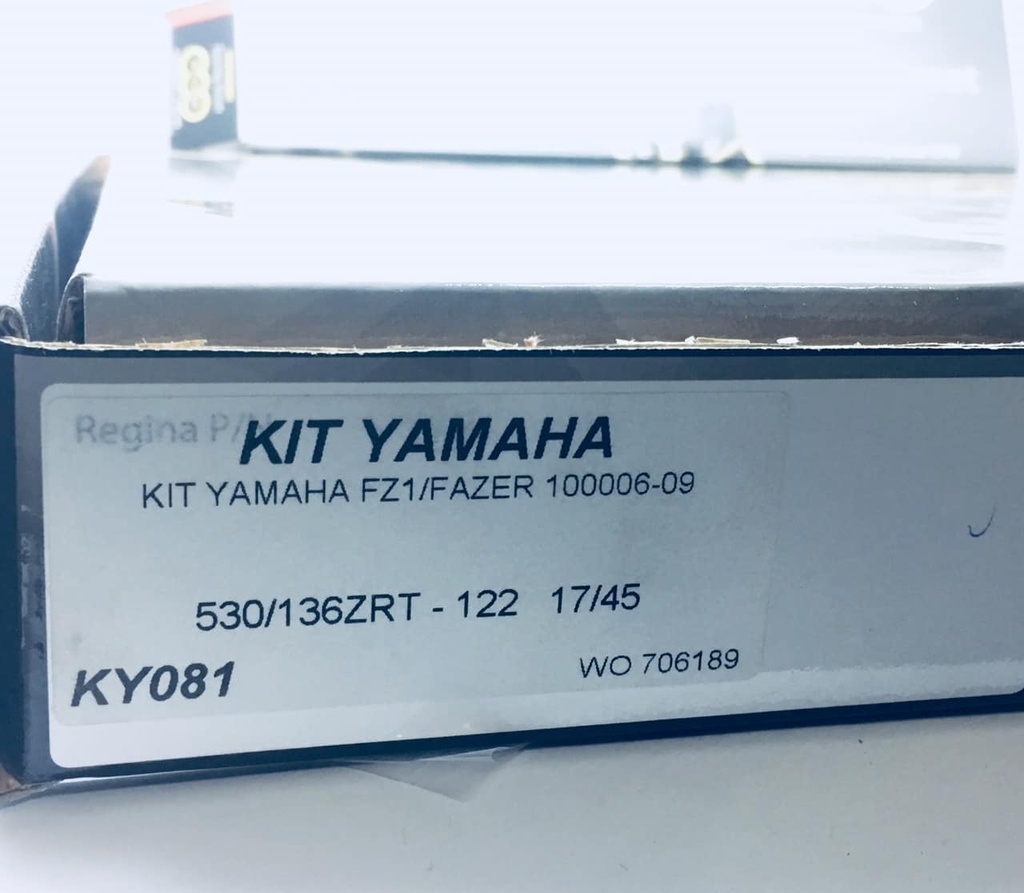 Regina P/N
KIT YAMAHA
KIT YAMAHA FZ1/FAZER 100006-09
530/136ZRT - 122 17/45
KY081
WO 706189